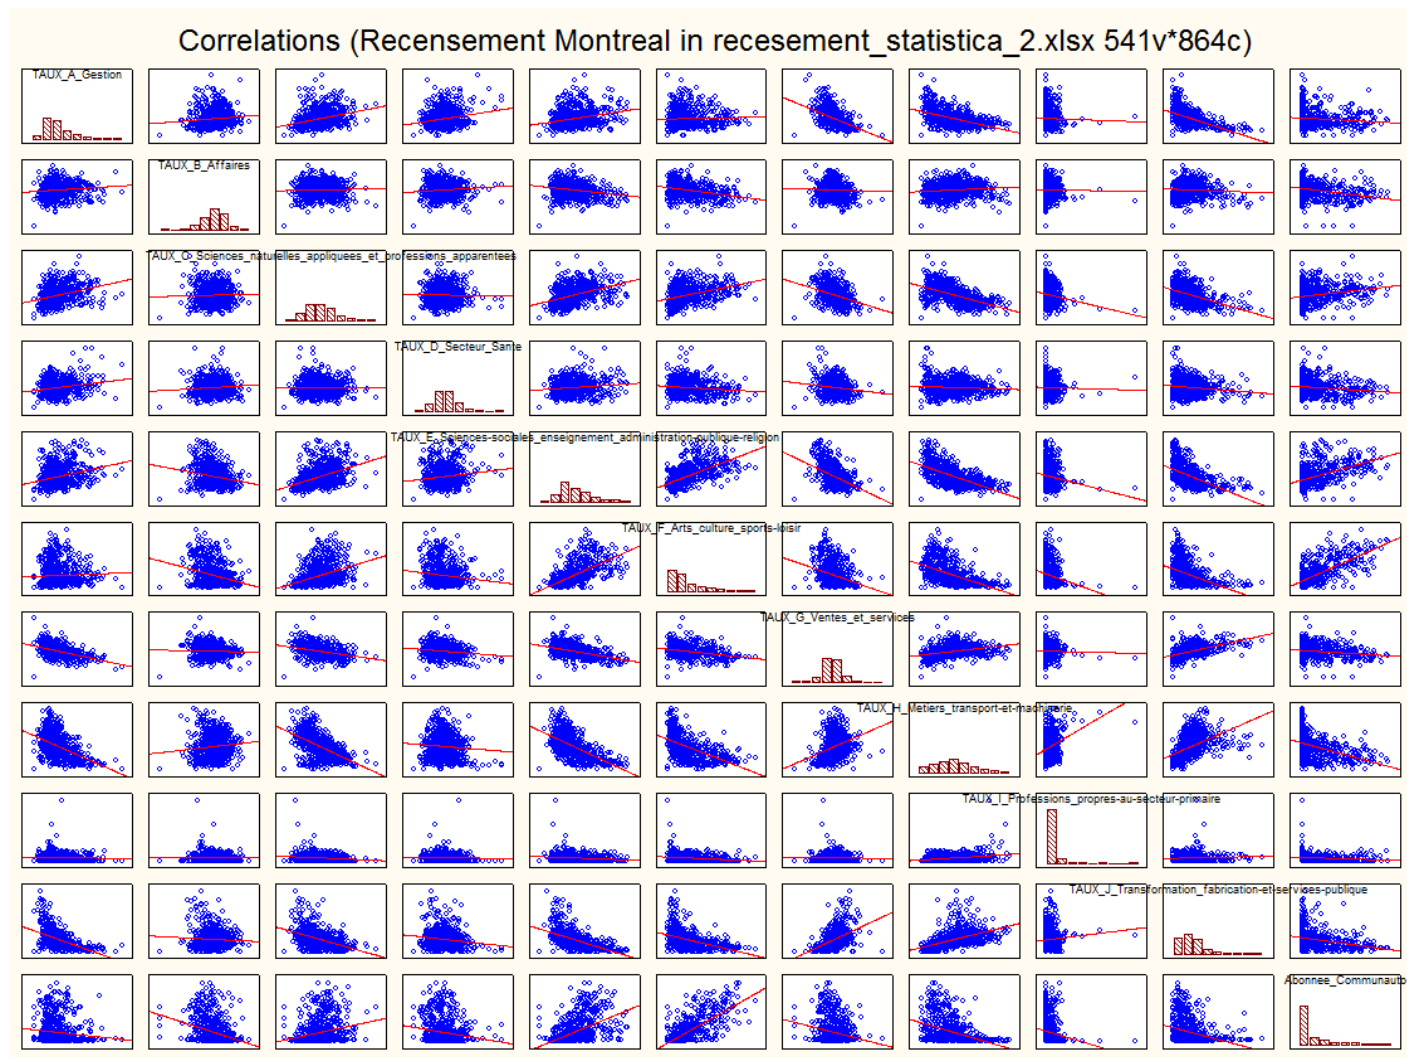 Correlations (Recensement Montreal in recesement_statistica_2.xlsx 541v*864c)
TAUX_A_Gestion
TAUX_B_Affaires
TAUX_C_Sciences_naturelles_appliquees_et_professions_apparentees
TAUX_D_Secteur_Sante
TAUX_E_Sciences-sociales_enseignement_administration-publique-religion
TAUX_F_Arts_culture_sports-loisir
TAUX_G_Ventes_et_services
TAUX_H_Metiers_transport-et-machinerie
TAUX_I_Professions_propres-au-secteur-primaire
TAUX_J_Transformation_fabrication-et-services-publique
Abonnee_Communauto